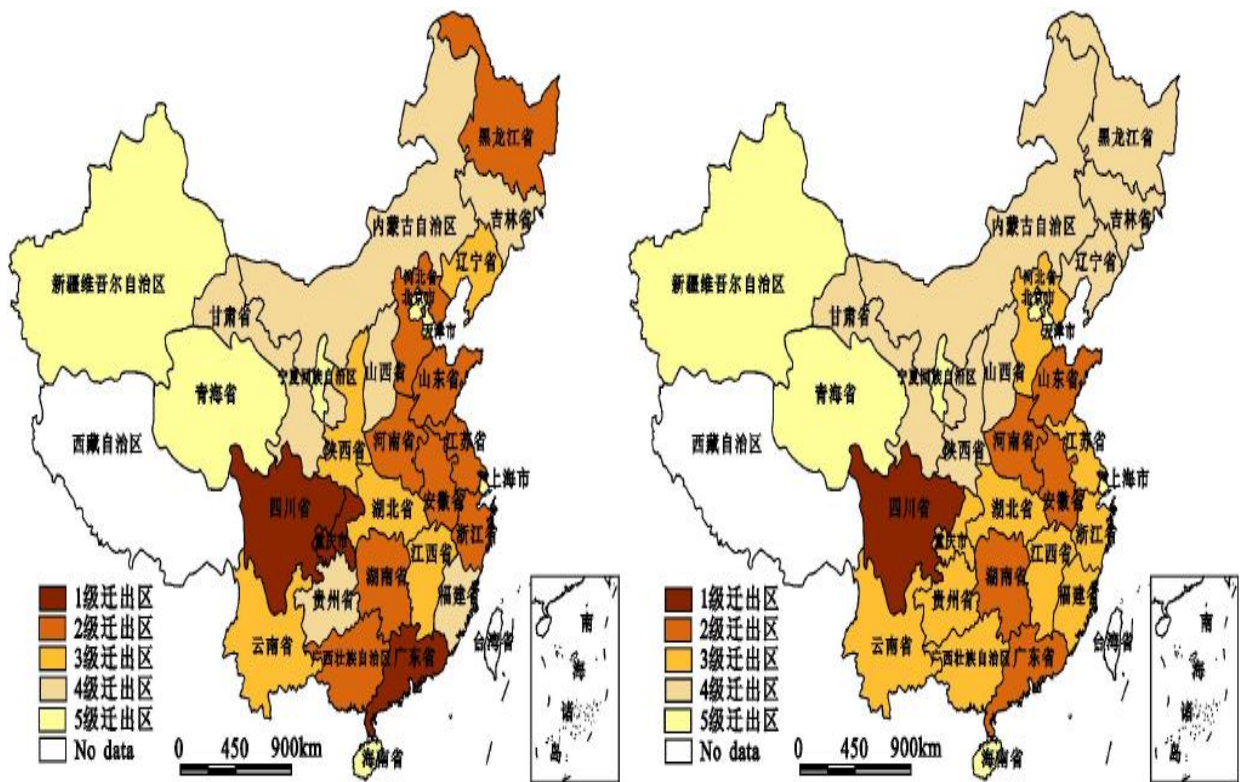 黑龙江省
吉林省
内蒙古自治区
辽宁省
新疆维吾尔自治区
河北省
北京市
天津市
甘肃省
宁夏回族自治区
山西省
山东省
青海省
西藏自治区
陕西省
河南省
江苏省
上海市
四川省
安徽省
湖北省
重庆市
浙江省
江西省
湖南省
贵州省
福建省
云南省
广西壮族自治区
广东省
台湾省
海南省
1级迁出区
2级迁出区
3级迁出区
4级迁出区
5级迁出区
No data
0 450 900km
南
海
诸
岛
黑龙江省
吉林省
内蒙古自治区
辽宁省
新疆维吾尔自治区
河北省
北京市
天津市
甘肃省
宁夏回族自治区
山西省
山东省
青海省
西藏自治区
陕西省
河南省
江苏省
上海市
四川省
安徽省
湖北省
重庆市
浙江省
江西省
湖南省
贵州省
福建省
云南省
广西壮族自治区
广东省
台湾省
海南省
1级迁出区
2级迁出区
3级迁出区
4级迁出区
5级迁出区
No data
0 450 900km
南
海
诸
岛